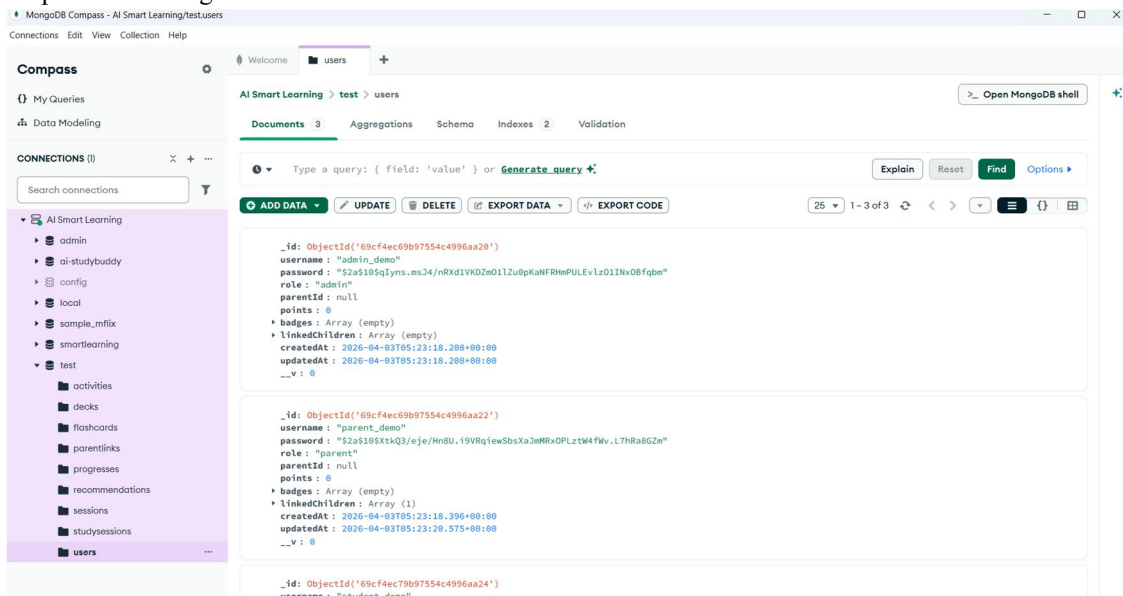 MongoDB Compass - AI Smart Learning/test.users
Connections Edit View Collection Help
Compass
{} My Queries
Data Modeling
CONNECTIONS (1)
Search connections
AI Smart Learning
admin
ai-studybuddy
config
local
sample_mflix
smartlearning
test
activities
decks
flashcards
parentlinks
progresses
recommendations
sessions
studysessions
users
Welcome
users
AI Smart Learning > test > users
>_ Open MongoDB shell
Documents 3 Aggregations Schema Indexes 2 Validation
Type a query: { field: 'value' } or Generate query
Explain Reset Find Options
ADD DATA UPDATE DELETE EXPORT DATA EXPORT CODE
25 1 – 3 of 3
_id: ObjectId('69cf4ec69b97554c4996aa20')
username : "admin_demo"
password : "$2a$10$qIyns.msJ4/nRXd1VKDZmO1lZu0pKaNFRHmPULEvlzO1INxOBfqbm"
role : "admin"
parentId : null
points : 0
badges : Array (empty)
linkedChildren : Array (empty)
createdAt : 2026-04-03T05:23:18.208+00:00
updatedAt : 2026-04-03T05:23:18.208+00:00
__v : 0
_id: ObjectId('69cf4ec69b97554c4996aa22')
username : "parent_demo"
password : "$2a$10$XtkQ3/eje/Hn8U.i9VRqiewSbsXaJmMRxOPLztW4fWv.L7hRa8GZm"
role : "parent"
parentId : null
points : 0
badges : Array (empty)
linkedChildren : Array (1)
createdAt : 2026-04-03T05:23:18.396+00:00
updatedAt : 2026-04-03T05:23:20.575+00:00
__v : 0
_id: ObjectId('69cf4ec79b97554c4996aa24')